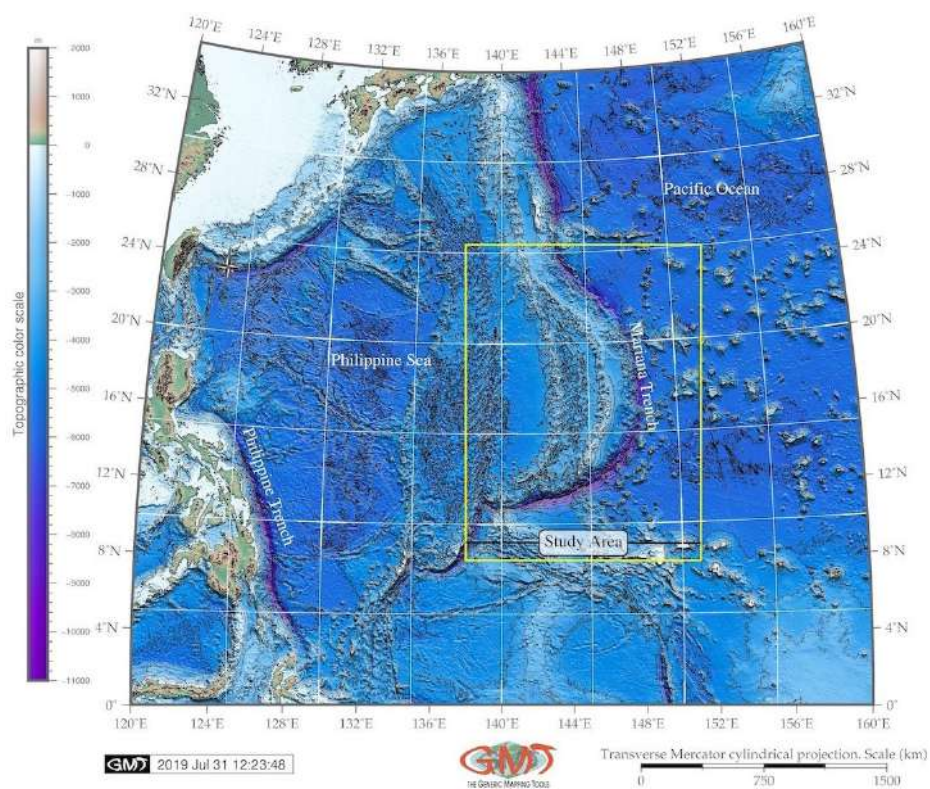 120°E 124°E 128°E 132°E 136°E 140°E 144°E 148°E 152°E 156°E 160°E
m
2000
1000
0
-1000
-2000
-3000
-4000
-5000
-6000
-7000
-8000
-9000
-10000
-11000
Topographic color scale
32°N
28°N
24°N
20°N
16°N
12°N
8°N
4°N
0°
32°N
28°N
24°N
20°N
16°N
12°N
8°N
4°N
0°
Pacific Ocean
Philippine Sea
Mariana Trench
Philippine Trench
Study Area
120°E 124°E 128°E 132°E 136°E 140°E 144°E 148°E 152°E 156°E 160°E
GMT 2019 Jul 31 12:23:48
GMT
THE GENERIC MAPPING TOOLS
Transverse Mercator cylindrical projection. Scale (km)
0 750 1500